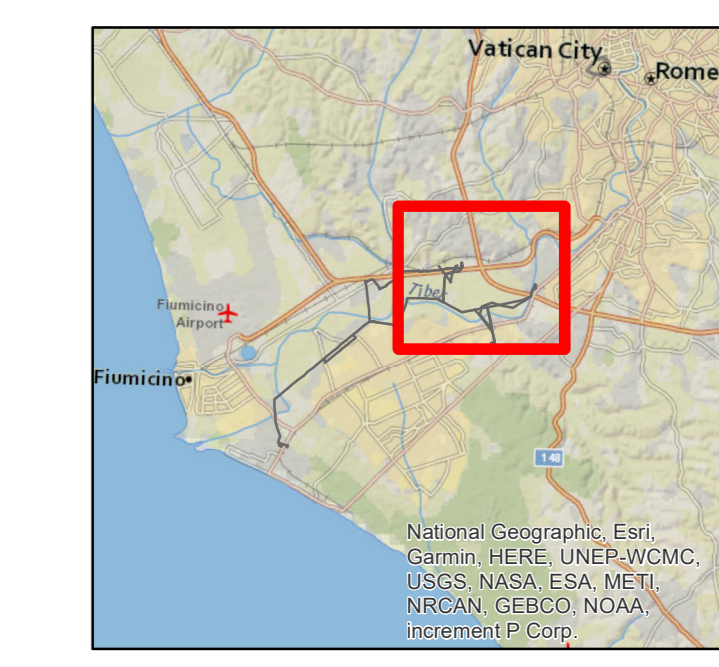 Vatican City
Rome
Tiber
Fiumicino
Airport
Fiumicino
148
National Geographic, Esri,
Garmin, HERE, UNEP-WCMC,
USGS, NASA, ESA, METI,
NRCAN, GEBCO, NOAA,
increment P Corp.